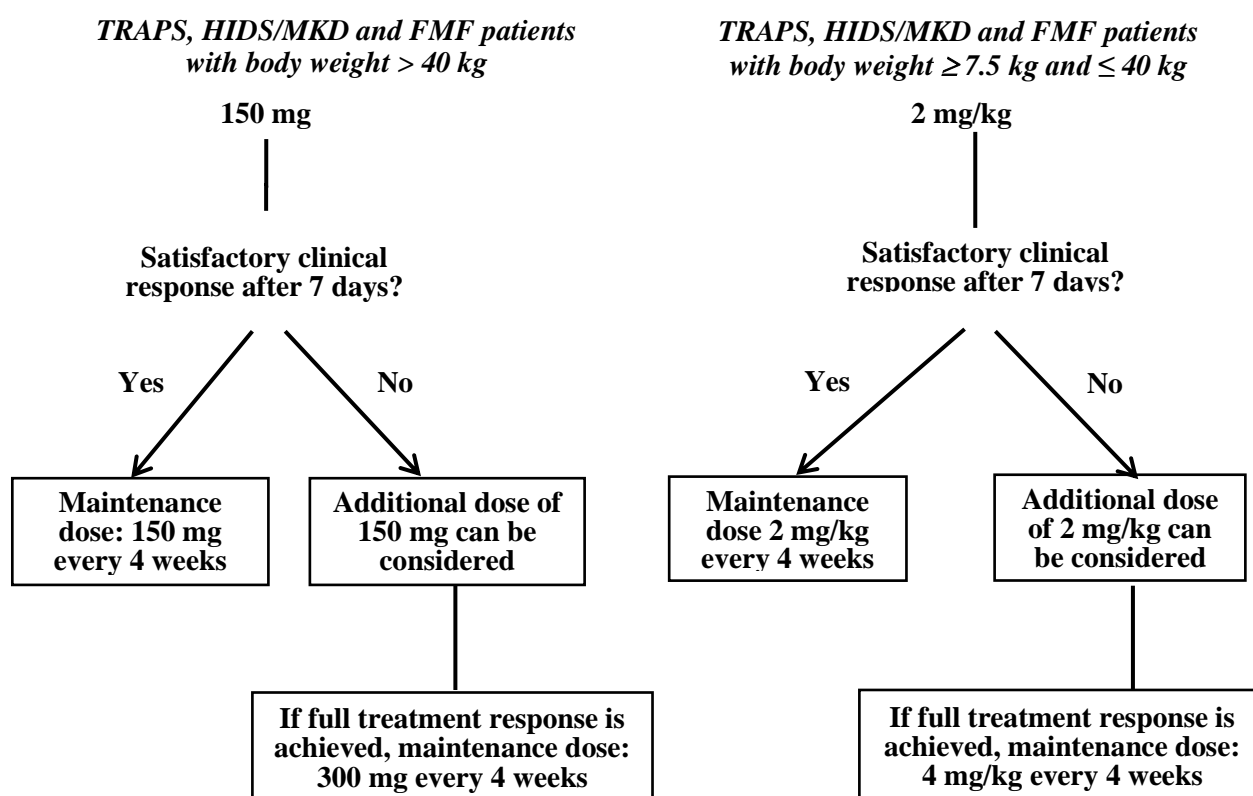 TRAPS, HIDS/MKD and FMF patients
with body weight > 40 kg
150 mg
Satisfactory clinical
response after 7 days?
Yes
No
Maintenance
dose: 150 mg
every 4 weeks
Additional dose of
150 mg can be
considered
If full treatment response is
achieved, maintenance dose:
300 mg every 4 weeks
TRAPS, HIDS/MKD and FMF patients
with body weight ≥ 7.5 kg and ≤ 40 kg
2 mg/kg
Satisfactory clinical
response after 7 days?
Yes
No
Maintenance
dose 2 mg/kg
every 4 weeks
Additional dose
of 2 mg/kg can
be considered
If full treatment response is
achieved, maintenance dose:
4 mg/kg every 4 weeks